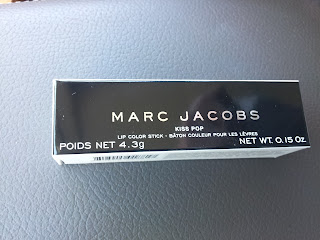 MARC JACOBS
KISS POP
LIP COLOR STICK - BÂTON COULEUR POUR LES LÈVRES
POIDS NET 4.3g NET WT. 0.15 Oz.